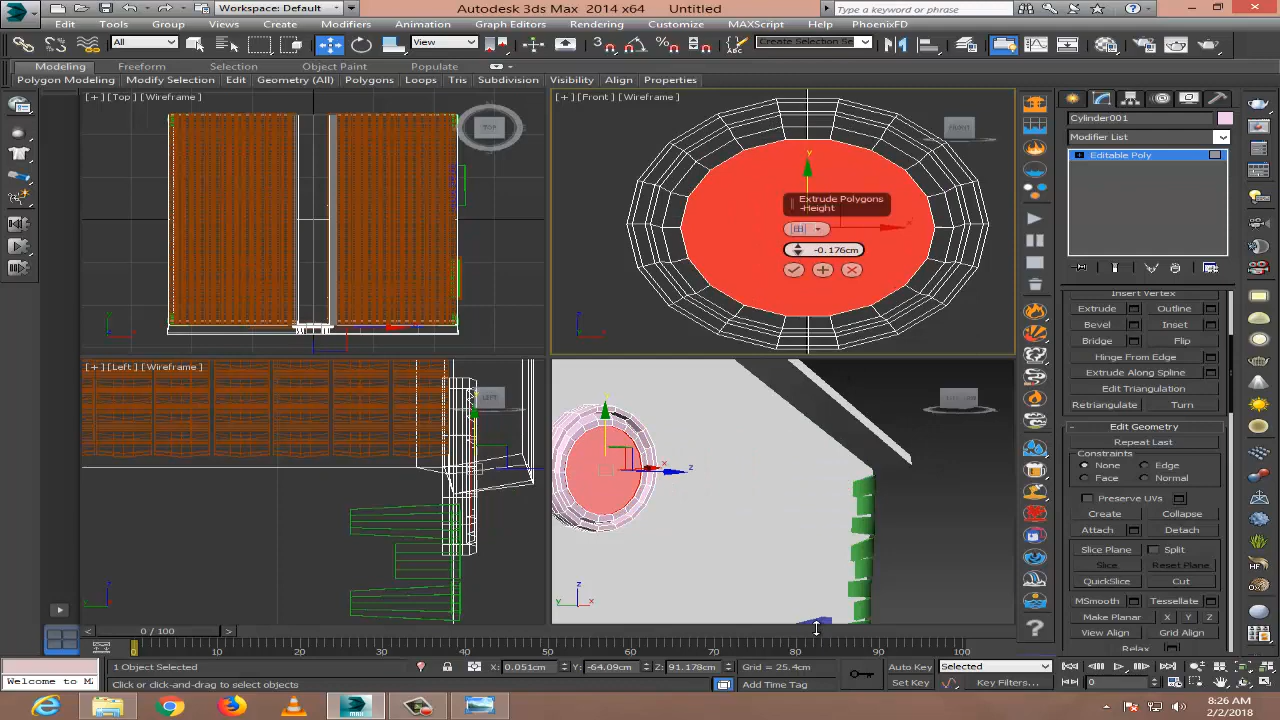 Workspace: Default
Autodesk 3ds Max 2014 x64 Untitled
Type a keyword or phrase
Edit Tools Group Views Create Modifiers Animation Graph Editors Rendering Customize MAXScript Help PhoenixFD
All
View
Create Selection Se
Modeling Freeform Selection Object Paint Populate
Polygon Modeling Modify Selection Edit Geometry (All) Polygons Loops Tris Subdivision Visibility Align Properties
[ + ] [ Top ] [ Wireframe ]
[ + ] [ Front ] [ Wireframe ]
TOP
FRONT
Cylinder001
Modifier List
Editable Poly
y
x
Extrude Polygons
-Height
-0.176cm
Insert Vertex
Extrude Outline
Bevel Inset
Bridge Flip
Hinge From Edge
Extrude Along Spline
Edit Triangulation
Retriangulate Turn
[ + ] [ Left ] [ Wireframe ]
LEFT
x
z
Edit Geometry
Repeat Last
Constraints
None Edge
Face Normal
Preserve UVs
Create Collapse
Attach Detach
Slice Plane Split
Slice Reset Plane
QuickSlice Cut
MSmooth Tessellate
Make Planar X Y Z
View Align Grid Align
Relax
z
y
x
0 / 100
0 10 20 30 40 50 60 70 80 90 100
1 Object Selected
X: 0.051cm Y: -64.09cm Z: 91.178cm Grid = 25.4cm
Auto Key Selected
Welcome to MA
Click or click-and-drag to select objects
Add Time Tag
Set Key Key Filters...
0
8:26 AM
2/2/2018